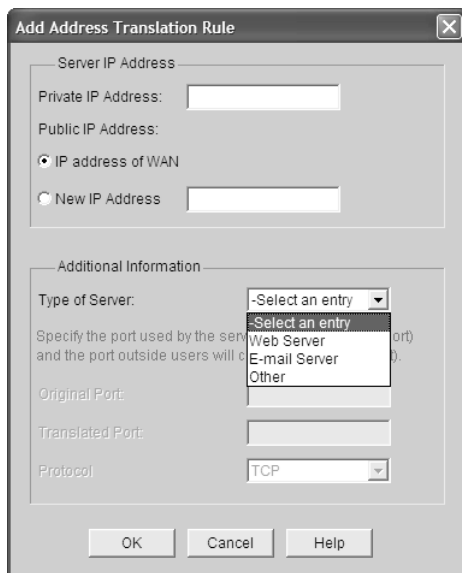 Add Address Translation Rule
Server IP Address
Private IP Address:
Public IP Address:
IP address of WAN
New IP Address
Additional Information
Type of Server: -Select an entry
-Select an entry
Web Server
E-mail Server
Other
Specify the port used by the ort)
and the port outside users will
Original Port:
Translated Port:
Protocol TCP
OK Cancel Help